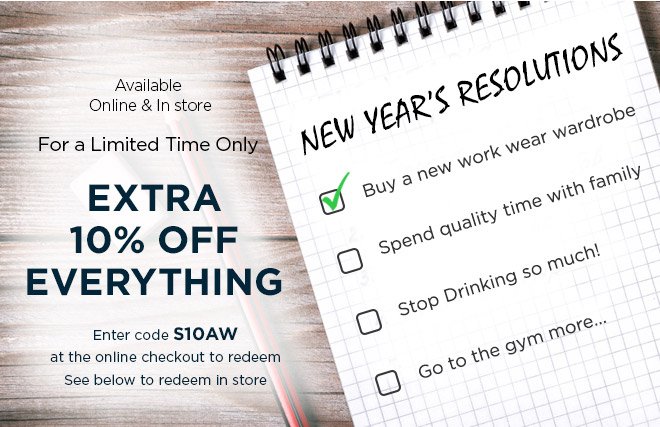 Available
Online & In store
For a Limited Time Only
EXTRA
10% OFF
EVERYTHING
Enter code S10AW
at the online checkout to redeem
See below to redeem in store
NEW YEAR'S RESOLUTIONS
Buy a new work wear wardrobe
Spend quality time with family
Stop Drinking so much!
Go to the gym more...